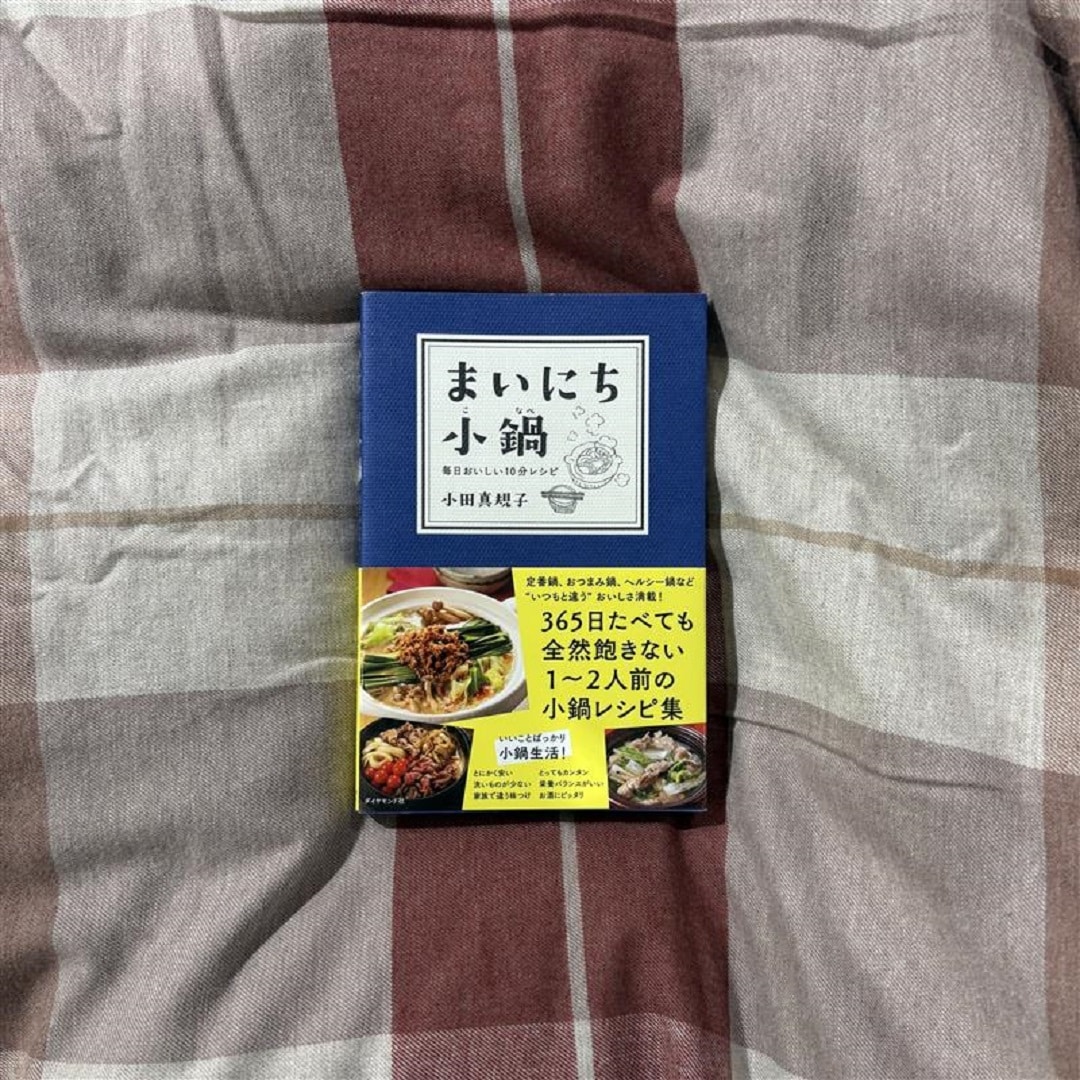 まいにち
こ なべ
小鍋
毎日おいしい10分レシピ
小田真規子
定番鍋、おつまみ鍋、ヘルシー鍋など
“いつもと違う”おいしさ満載！
365日たべても
全然飽きない
1〜2人前の
小鍋レシピ集
いいことばっかり
小鍋生活！
とにかく安い
洗いものが少ない
家族で違う味つけ
とってもカンタン
栄養バランスがいい
お酒にピッタリ
ダイヤモンド社